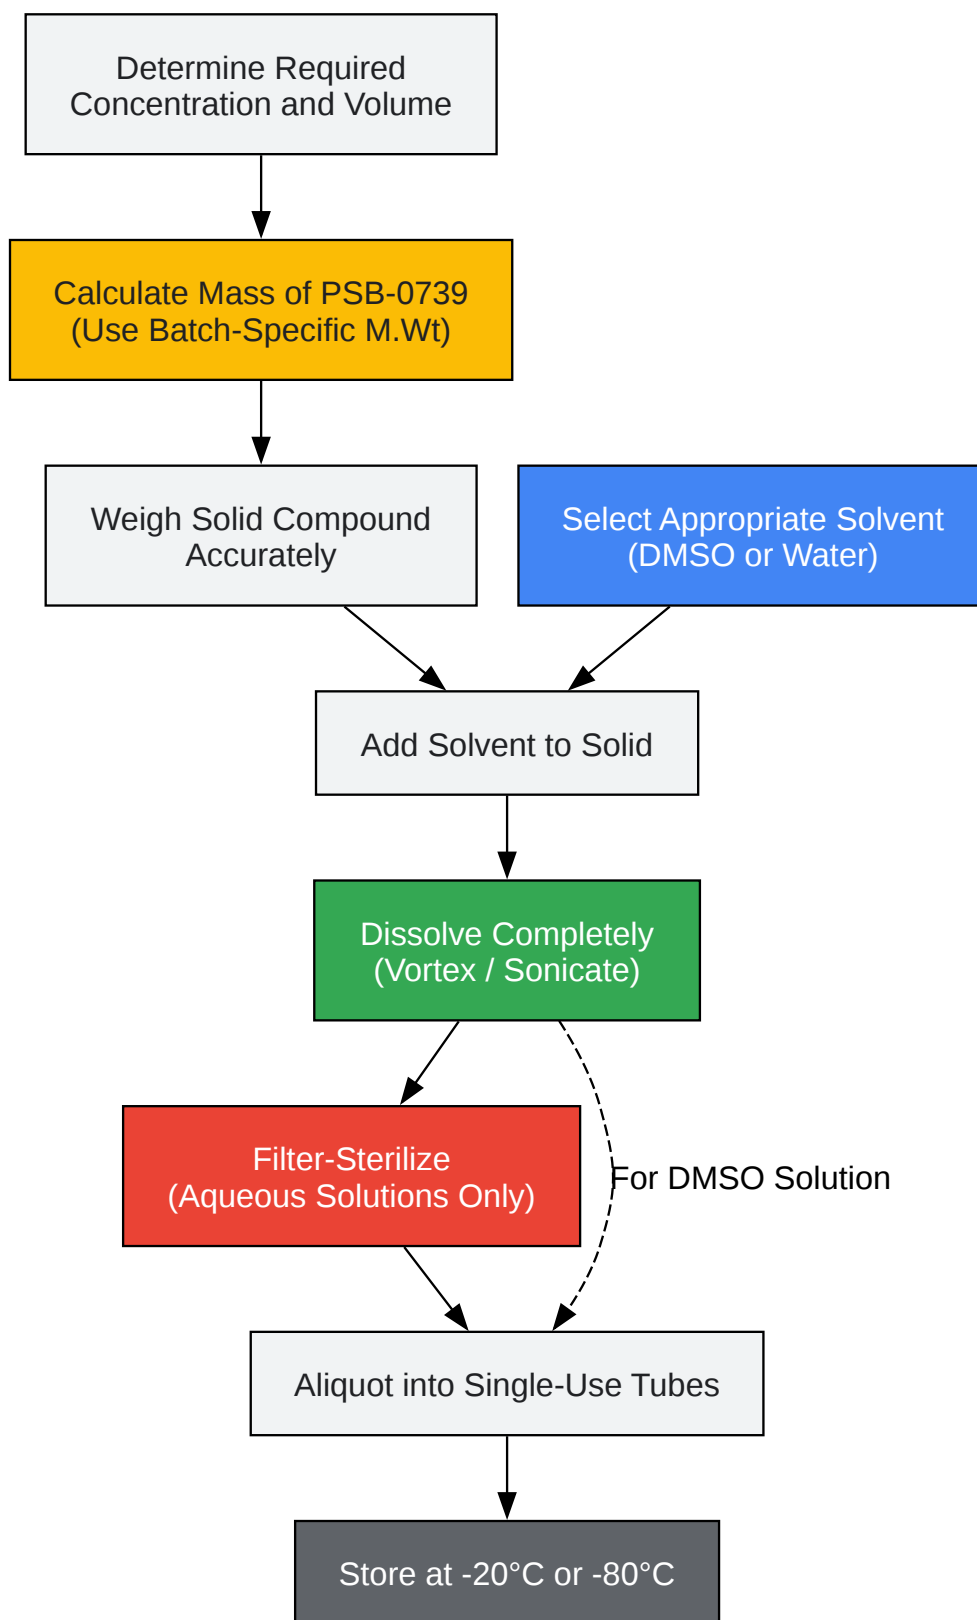 Determine Required
Concentration and Volume
Calculate Mass of PSB-0739
(Use Batch-Specific M.Wt)
Weigh Solid Compound
Accurately
Select Appropriate Solvent
(DMSO or Water)
Add Solvent to Solid
Dissolve Completely
(Vortex / Sonicate)
Filter-Sterilize
(Aqueous Solutions Only)
For DMSO Solution
Aliquot into Single-Use Tubes
Store at -20°C or -80°C